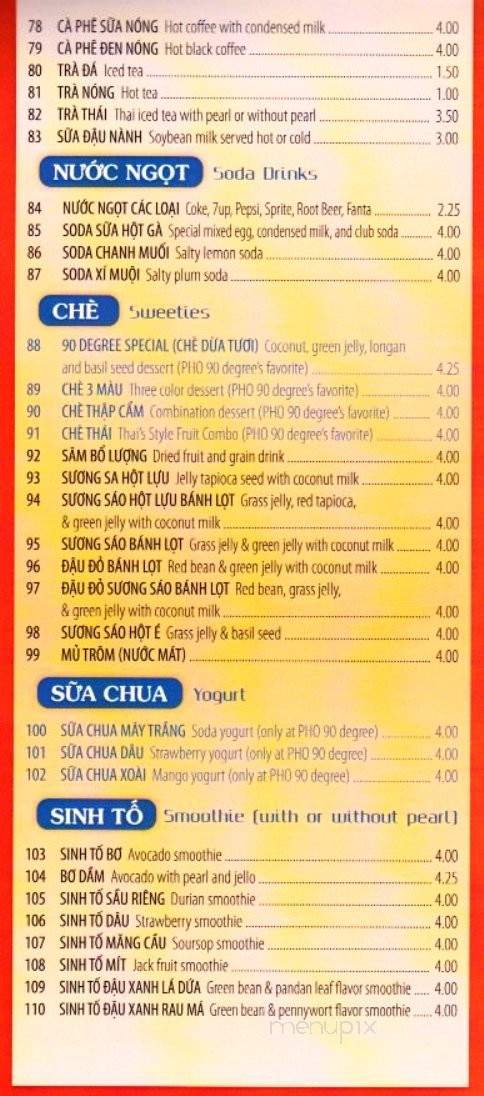 78 CÀ PHÊ SỮA NÓNG Hot coffee with condensed milk 4.00
79 CÀ PHÊ ĐEN NÓNG Hot black coffee 4.00
80 TRÀ ĐÁ Iced tea 1.50
81 TRÀ NÓNG Hot tea 1.00
82 TRÀ THÁI Thai iced tea with pearl or without pearl 3.50
83 SỮA ĐẬU NÀNH Soybean milk served hot or cold 3.00
NƯỚC NGỌT Soda Drinks
84 NƯỚC NGỌT CÁC LOẠI Coke, 7up, Pepsi, Sprite, Root Beer, Fanta 2.25
85 SODA SỮA HỘT GÀ Special mixed egg, condensed milk, and club soda 4.00
86 SODA CHANH MUỐI Salty lemon soda 4.00
87 SODA XÍ MUỘI Salty plum soda 4.00
CHÈ Sweeties
88 90 DEGREE SPECIAL (CHÈ DỪA TƯƠI) Coconut, green jelly, longan
and basil seed dessert (PHO 90 degree's favorite) 4.25
89 CHÈ 3 MÀU Three color dessert (PHO 90 degree's favorite) 4.00
90 CHÈ THẬP CẨM Combination dessert (PHO 90 degree's favorite) 4.00
91 CHÈ THÁI Thai's Style Fruit Combo (PHO 90 degree's favorite) 4.00
92 SÂM BỔ LƯỢNG Dried fruit and grain drink 4.00
93 SƯƠNG SA HỘT LỰU Jelly tapioca seed with coconut milk 4.00
94 SƯƠNG SÁO HỘT LỰU BÁNH LỌT Grass jelly, red tapioca,
& green jelly with coconut milk 4.00
95 SƯƠNG SÁO BÁNH LỌT Grass jelly & green jelly with coconut milk 4.00
96 ĐẬU ĐỎ BÁNH LỌT Red bean & green jelly with coconut milk 4.00
97 ĐẬU ĐỎ SƯƠNG SÁO BÁNH LỌT Red bean, grass jelly,
& green jelly with coconut milk 4.00
98 SƯƠNG SÁO HỘT É Grass jelly & basil seed 4.00
99 MỦ TRÔM (NƯỚC MÁT) 4.00
SỮA CHUA Yogurt
100 SỮA CHUA MÂY TRẮNG Soda yogurt (only at PHO 90 degree) 4.00
101 SỮA CHUA DÂU Strawberry yogurt (only at PHO 90 degree) 4.00
102 SỮA CHUA XOÀI Mango yogurt (only at PHO 90 degree) 4.00
SINH TỐ Smoothie (with or without pearl)
103 SINH TỐ BƠ Avocado smoothie 4.00
104 BƠ DẦM Avocado with pearl and jello 4.25
105 SINH TỐ SẦU RIÊNG Durian smoothie 4.00
106 SINH TỐ DÂU Strawberry smoothie 4.00
107 SINH TỐ MÃNG CẦU Soursop smoothie 4.00
108 SINH TỐ MÍT Jack fruit smoothie 4.00
109 SINH TỐ ĐẬU XANH LÁ DỨA Green bean & pandan leaf flavor smoothie 4.00
110 SINH TỐ ĐẬU XANH RAU MÁ Green bean & pennywort flavor smoothie 4.00
menupix